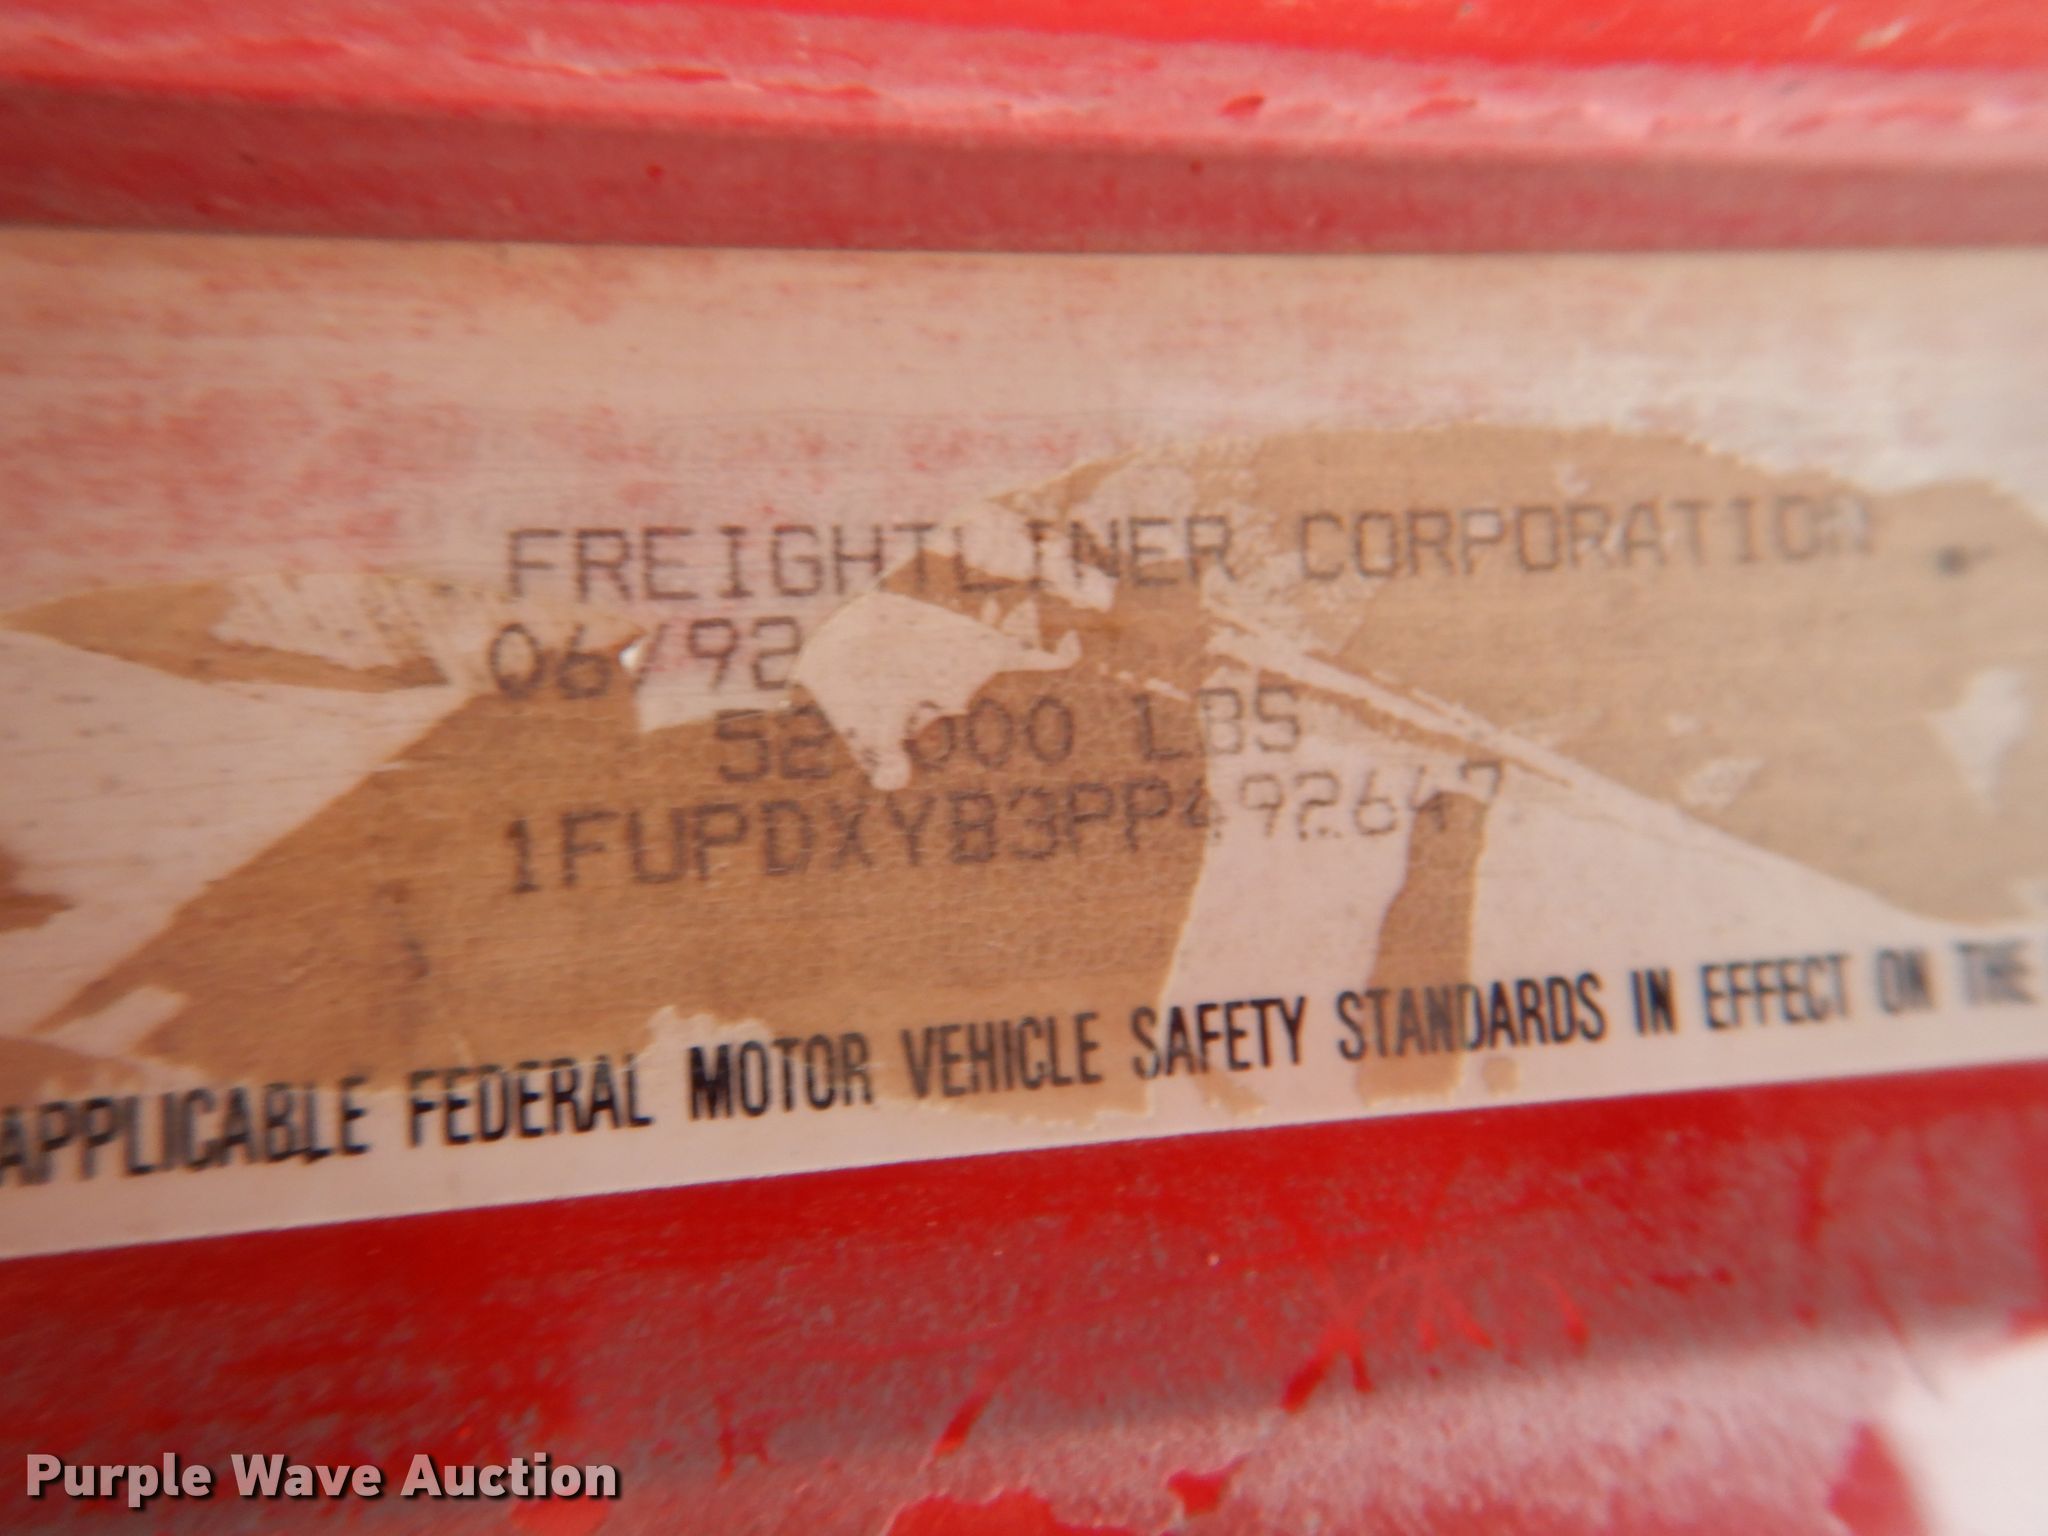 FREIGHTLINER CORPORATION
06/92
52,000 LBS
1FUPDXYB3PP492647
APPLICABLE FEDERAL MOTOR VEHICLE SAFETY STANDARDS IN EFFECT ON THE
Purple Wave Auction